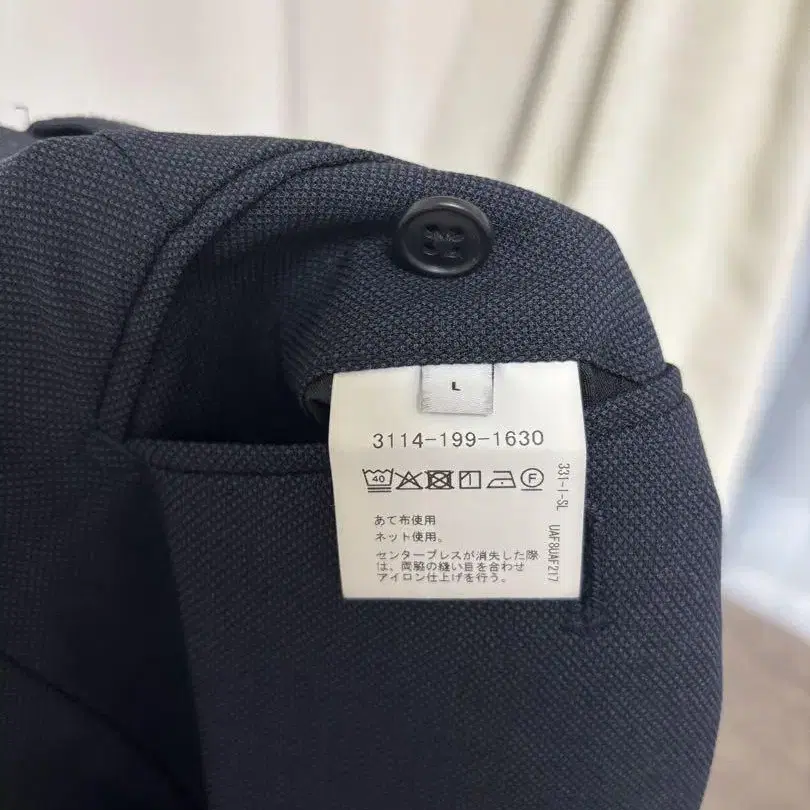 L
3114-199-1630
40
F
あて布使用
ネット使用。
センタープレスが消失した際
は、両脇の縫い目を合わせ
アイロン仕上げを行う。
331-1-SL
UAF8UAF217